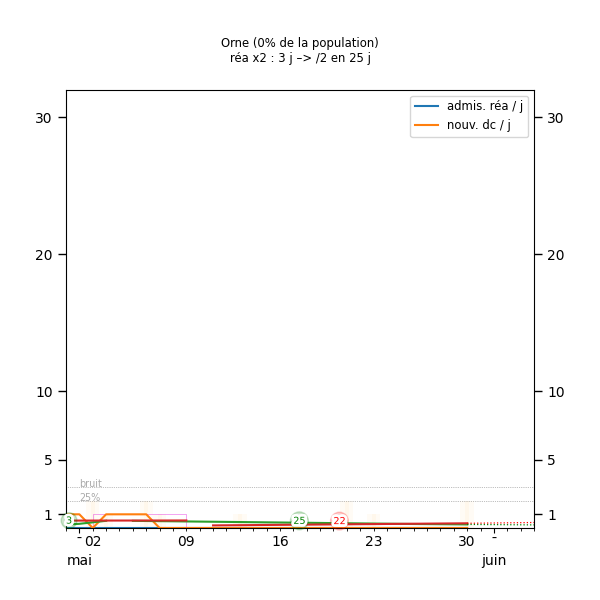 Orne (0% de la population)
réa x2 : 3 j –> /2 en 25 j
admis. réa / j
nouv. dc / j
30 30
20 20
10 10
5 5
bruit
25%
1 1
3 25 22
- 02 09 16 23 30 -
mai juin